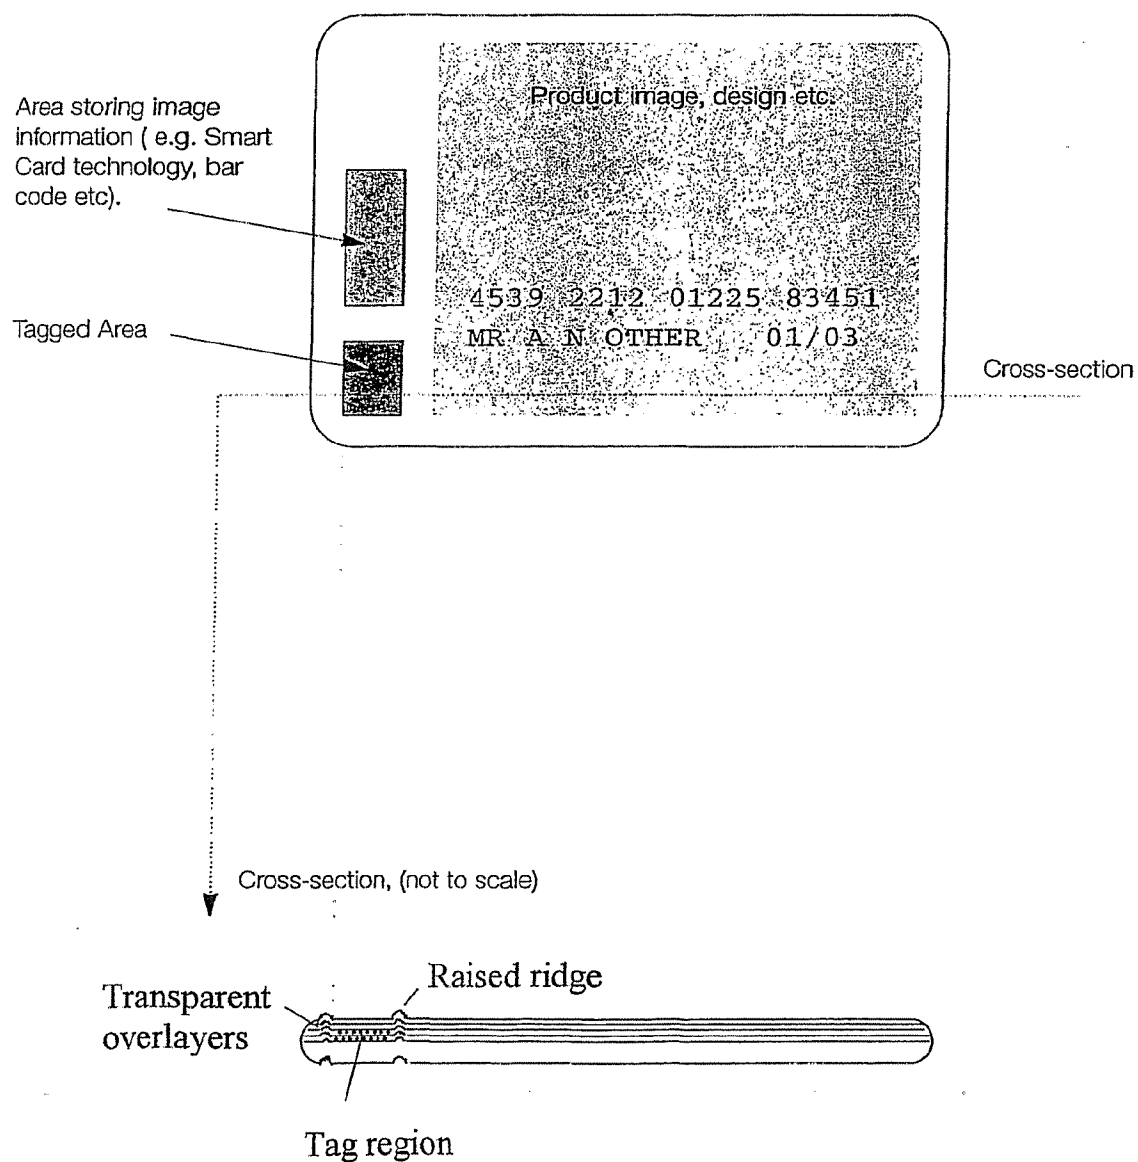 Product image, design etc.
Area storing image
information ( e.g. Smart
Card technology, bar
code etc).
4539 2212 01225 83451
MR A N OTHER 01/03
Tagged Area
Cross-section
Cross-section, (not to scale)
Raised ridge
Transparent
overlayers
Tag region